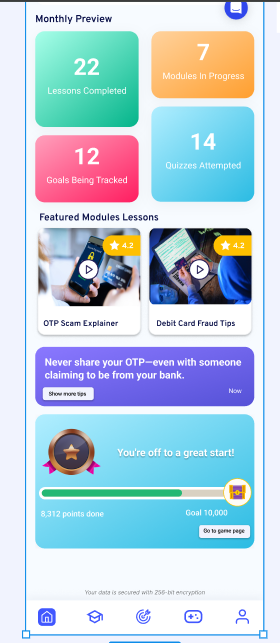 Monthly Preview
22
Lessons Completed
7
Modules In Progress
14
Quizzes Attempted
12
Goals Being Tracked
Featured Modules Lessons
4.2
4.2
OTP Scam Explainer
Debit Card Fraud Tips
Never share your OTP—even with someone
claiming to be from your bank.
Show more tips
Now
You're off to a great start!
8,312 points done
Goal 10,000
Go to game page
Your data is secured with 256-bit encryption